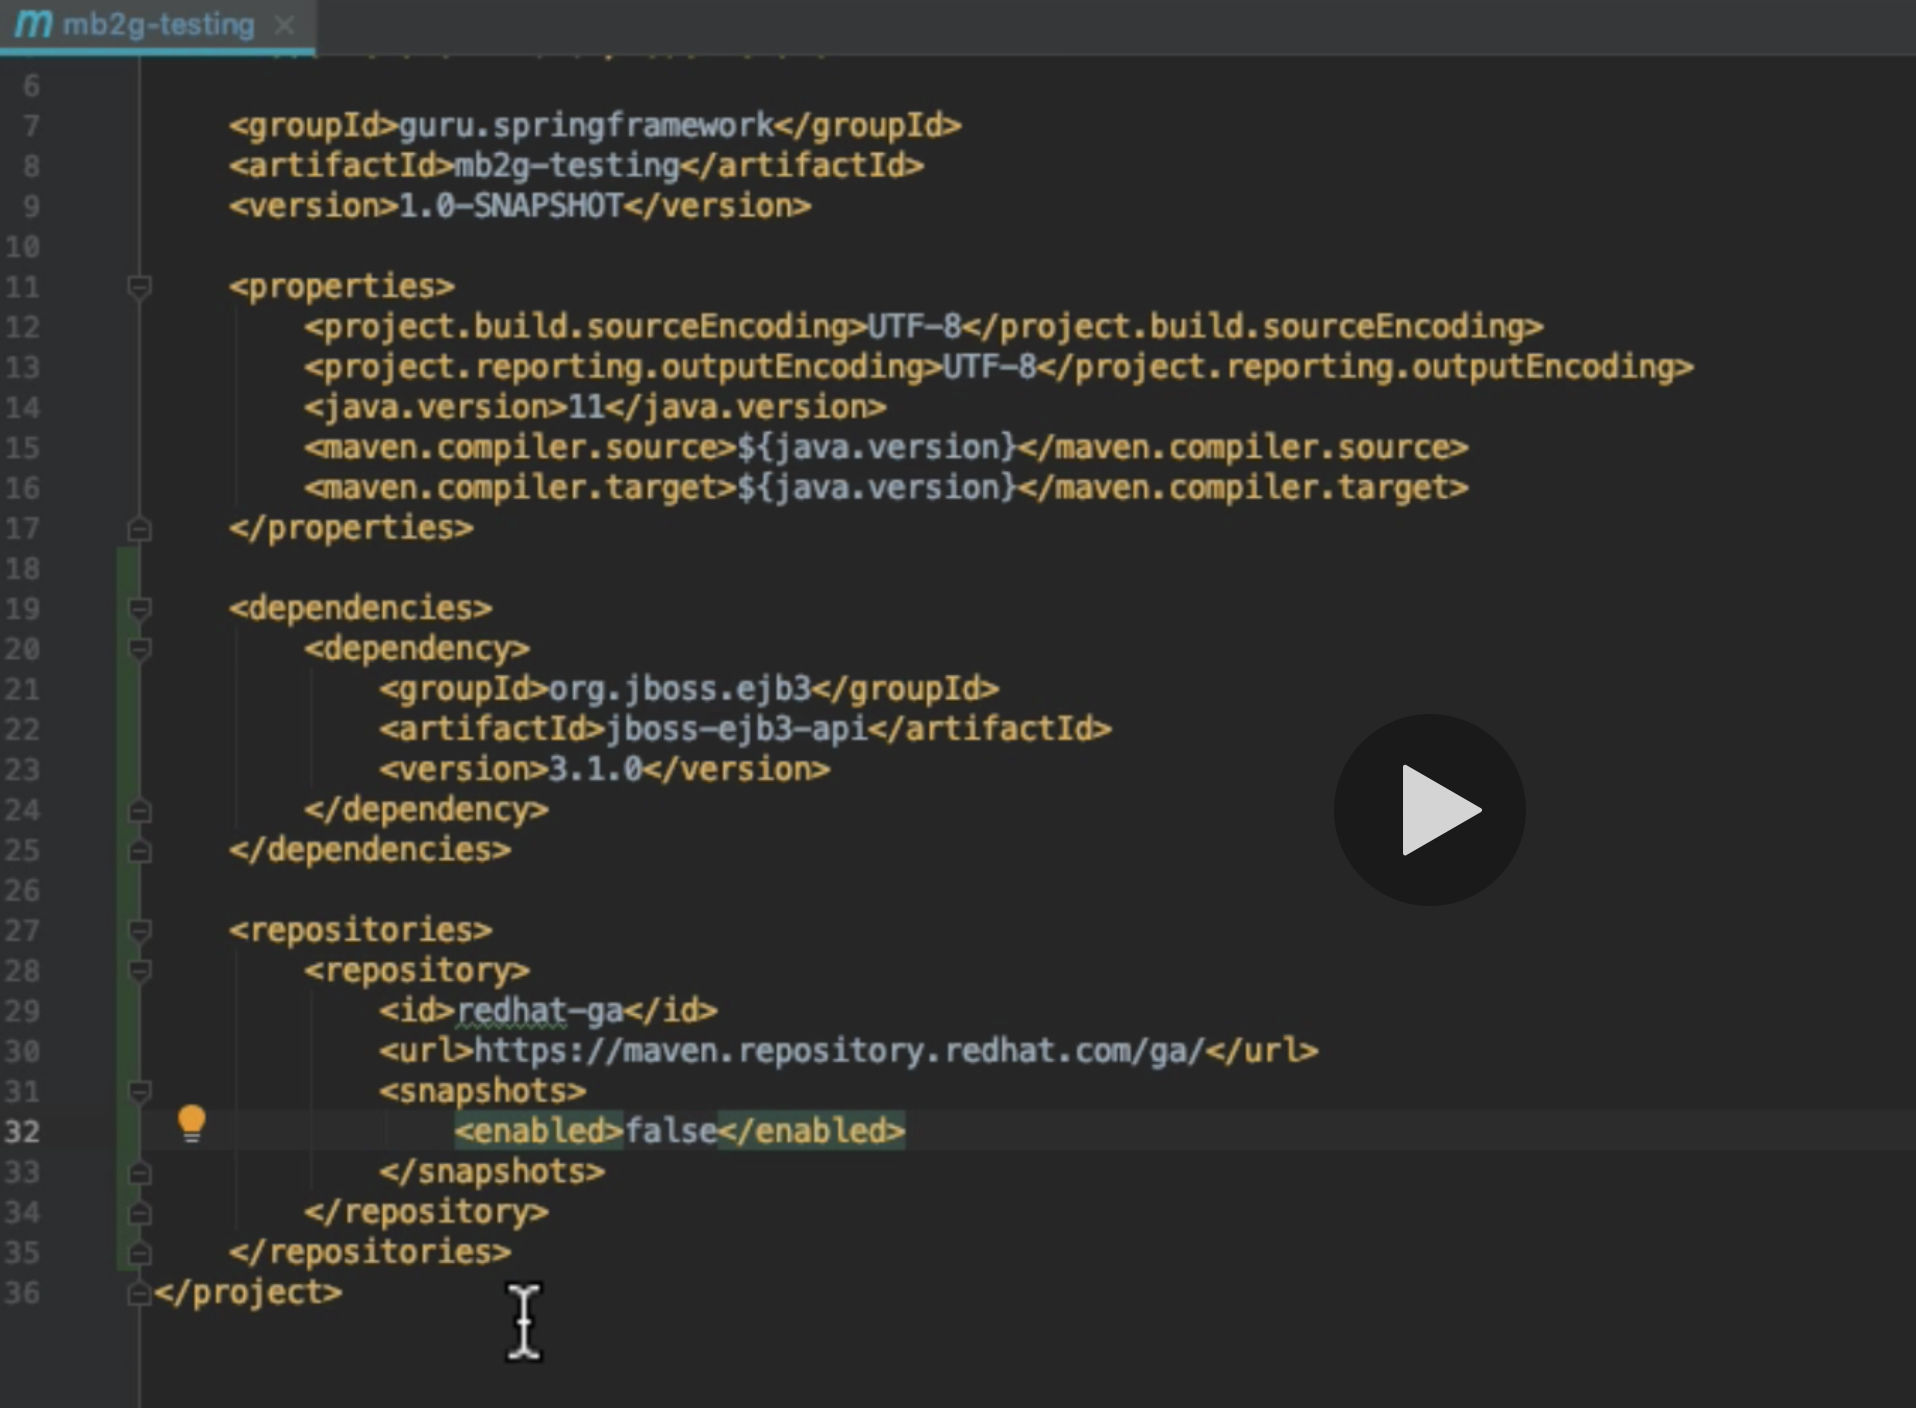 mb2g-testing
6
7 <groupId>guru.springframework</groupId>
8 <artifactId>mb2g-testing</artifactId>
9 <version>1.0-SNAPSHOT</version>
10
11 <properties>
12 <project.build.sourceEncoding>UTF-8</project.build.sourceEncoding>
13 <project.reporting.outputEncoding>UTF-8</project.reporting.outputEncoding>
14 <java.version>11</java.version>
15 <maven.compiler.source>${java.version}</maven.compiler.source>
16 <maven.compiler.target>${java.version}</maven.compiler.target>
17 </properties>
18
19 <dependencies>
20 <dependency>
21 <groupId>org.jboss.ejb3</groupId>
22 <artifactId>jboss-ejb3-api</artifactId>
23 <version>3.1.0</version>
24 </dependency>
25 </dependencies>
26
27 <repositories>
28 <repository>
29 <id>redhat-ga</id>
30 <url>https://maven.repository.redhat.com/ga/</url>
31 <snapshots>
32 <enabled>false</enabled>
33 </snapshots>
34 </repository>
35 </repositories>
36 </project>